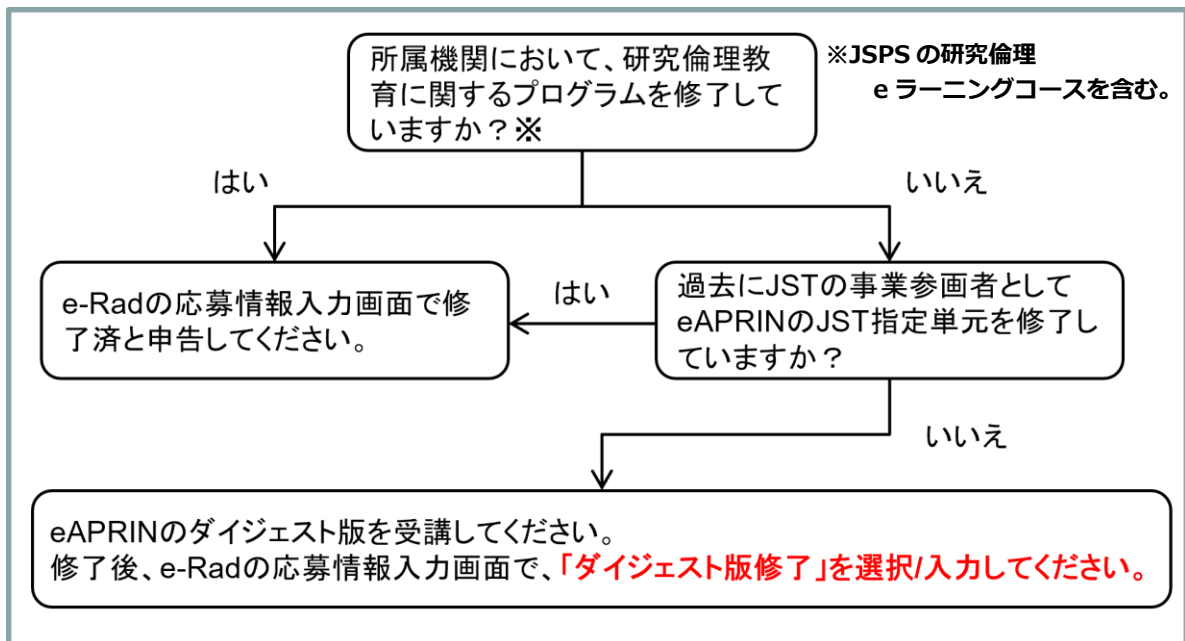 所属機関において、研究倫理教
育に関するプログラムを修了して
いますか？※
※JSPS の研究倫理
e ラーニングコースを含む。
はい
いいえ
e-Radの応募情報入力画面で修
了済と申告してください。
はい
過去にJSTの事業参画者として
eAPRINのJST指定単元を修了し
ていますか？
いいえ
eAPRINのダイジェスト版を受講してください。
修了後、e-Radの応募情報入力画面で、「ダイジェスト版修了」を選択/入力してください。